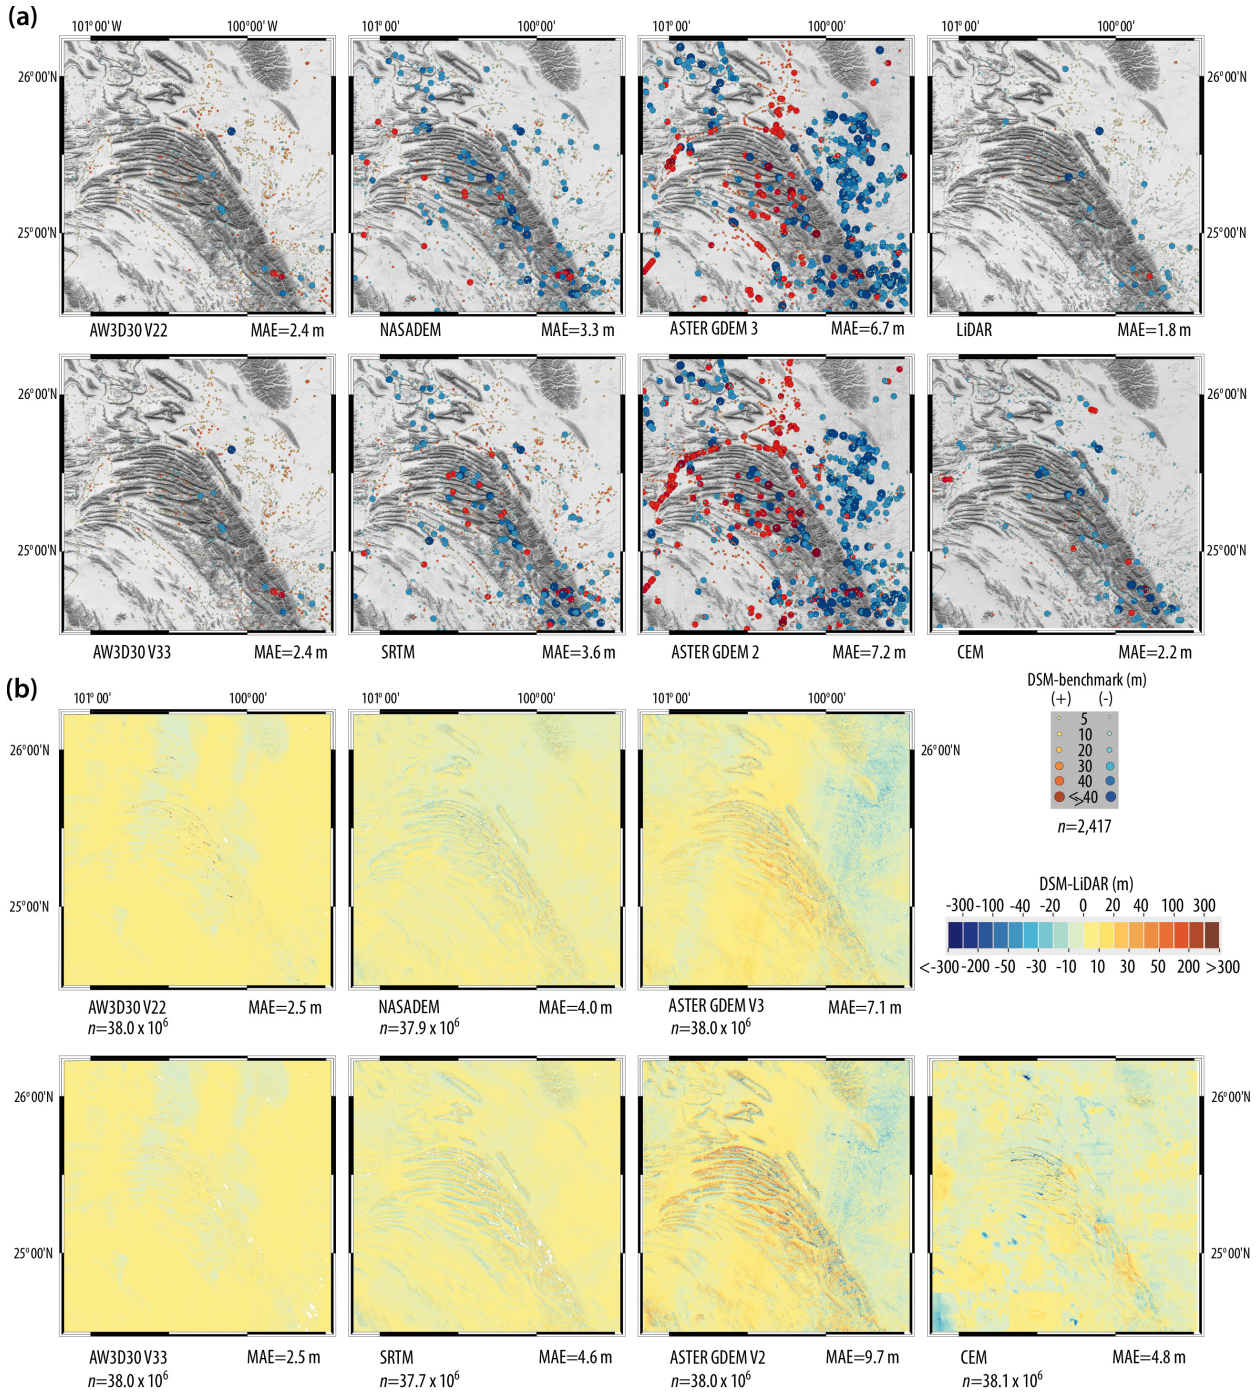 (a)
101° 00' W 100°00'W 101° 00' 100°00' 101° 00' 100°00' 101° 00' 100°00'
26°00'N 26°00'N
25°00'N 25°00'N
AW3D30 V22 MAE=2.4 m NASADEM MAE=3.3 m ASTER GDEM 3 MAE=6.7 m LiDAR MAE=1.8 m
26°00'N 26°00'N
25°00'N 25°00'N
AW3D30 V33 MAE=2.4 m SRTM MAE=3.6 m ASTER GDEM 2 MAE=7.2 m CEM MAE=2.2 m
(b)
101° 00' 100°00' 101° 00' 100°00' 101° 00' 100°00'
26°00'N 26°00'N
25°00'N
DSM-benchmark (m)
(+) (-)
5
10
20
30
40
<>40
n=2,417
DSM-LiDAR (m)
-300 -100 -40 -20 0 20 40 100 300
<-300 -200 -50 -30 -10 10 30 50 200 >300
AW3D30 V22 MAE=2.5 m NASADEM MAE=4.0 m ASTER GDEM V3 MAE=7.1 m
n=38.0 x 10⁶ n=37.9 x 10⁶ n=38.0 x 10⁶
26°00'N 26°00'N
25°00'N 25°00'N
AW3D30 V33 MAE=2.5 m SRTM MAE=4.6 m ASTER GDEM V2 MAE=9.7 m CEM MAE=4.8 m
n=38.0 x 10⁶ n=37.7 x 10⁶ n=38.0 x 10⁶ n=38.1 x 10⁶